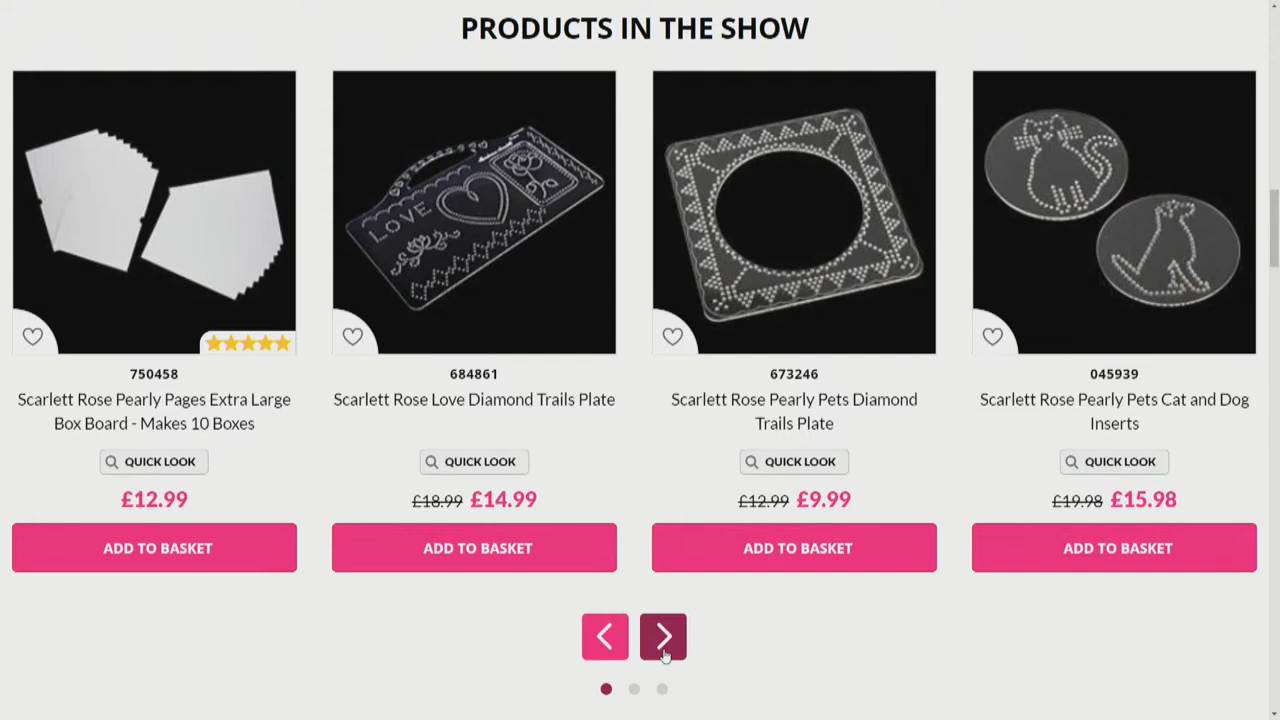 PRODUCTS IN THE SHOW
LOVE
750458
Scarlett Rose Pearly Pages Extra Large
Box Board - Makes 10 Boxes
QUICK LOOK
£12.99
ADD TO BASKET
684861
Scarlett Rose Love Diamond Trails Plate
QUICK LOOK
£18.99 £14.99
ADD TO BASKET
673246
Scarlett Rose Pearly Pets Diamond
Trails Plate
QUICK LOOK
£12.99 £9.99
ADD TO BASKET
045939
Scarlett Rose Pearly Pets Cat and Dog
Inserts
QUICK LOOK
£19.98 £15.98
ADD TO BASKET